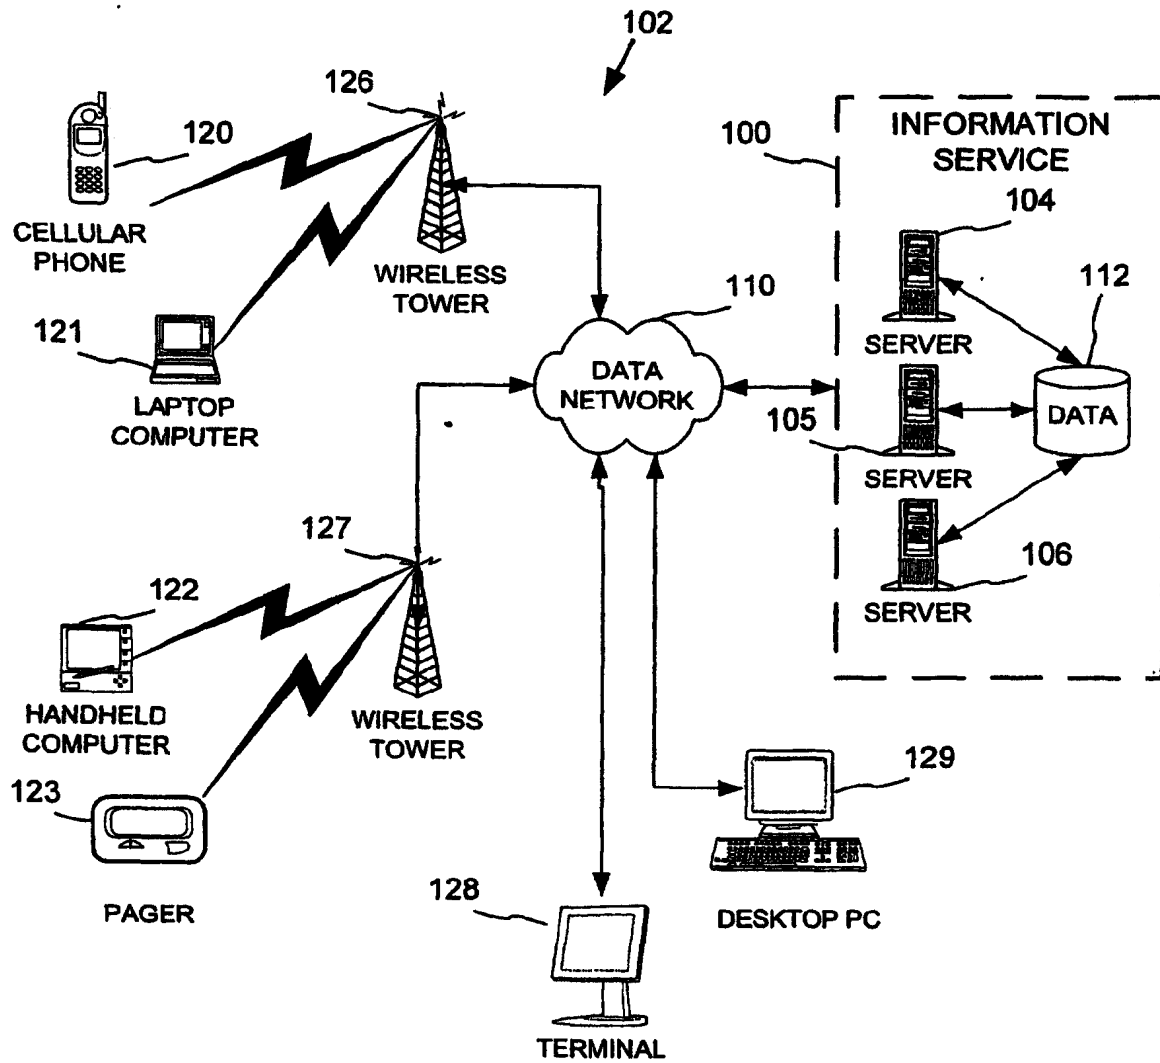 102
126
120
CELLULAR
PHONE
WIRELESS
TOWER
121
LAPTOP
COMPUTER
110
DATA
NETWORK
100
INFORMATION
SERVICE
104
SERVER
112
DATA
105
SERVER
106
SERVER
127
122
HANDHELD
COMPUTER
WIRELESS
TOWER
123
PAGER
129
DESKTOP PC
128
TERMINAL